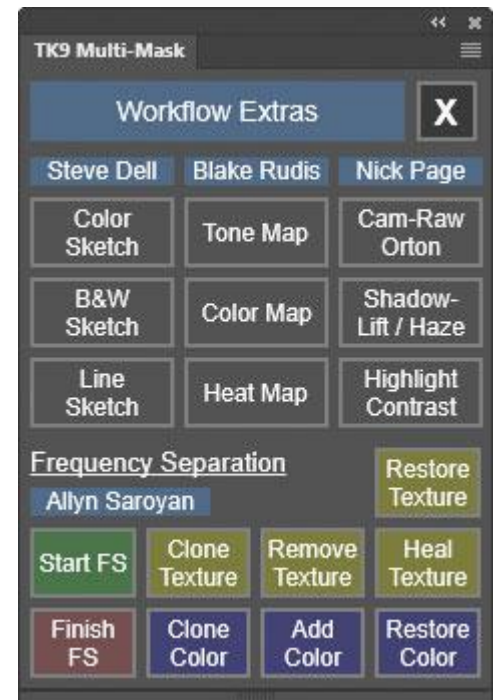 TK9 Multi-Mask
Workflow Extras
X
Steve Dell
Blake Rudis
Nick Page
Color
Sketch
Tone Map
Cam-Raw
Orton
B&W
Sketch
Color Map
Shadow-
Lift / Haze
Line
Sketch
Heat Map
Highlight
Contrast
Frequency Separation
Allyn Saroyan
Restore
Texture
Start FS
Clone
Texture
Remove
Texture
Heal
Texture
Finish
FS
Clone
Color
Add
Color
Restore
Color